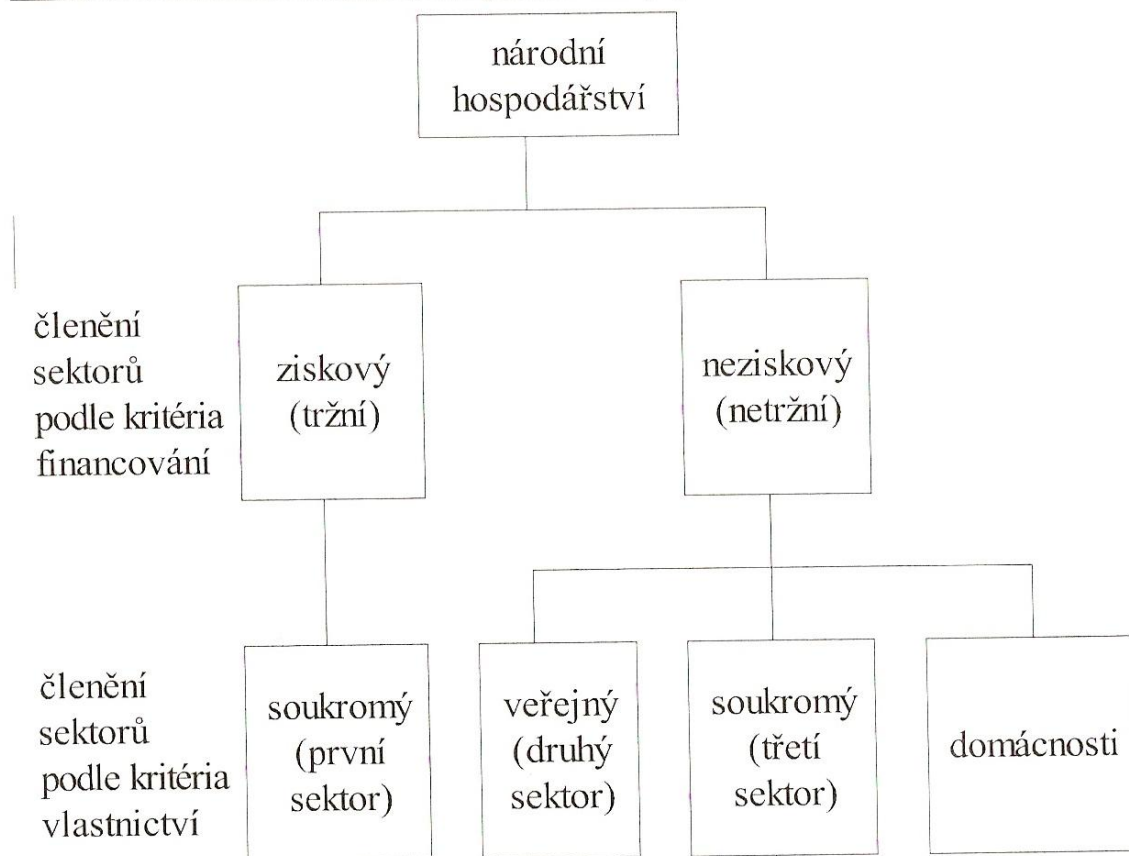 národní
hospodářství
členění
sektorů
podle kritéria
financování
ziskový
(tržní)
neziskový
(netržní)
členění
sektorů
podle kritéria
vlastnictví
soukromý
(první
sektor)
veřejný
(druhý
sektor)
soukromý
(třetí
sektor)
domácnosti